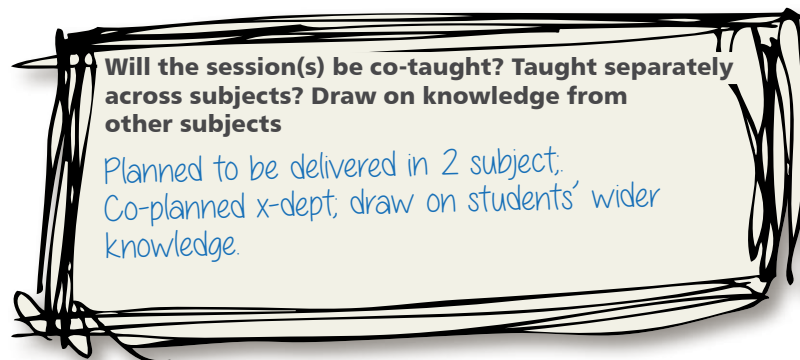 Will the session(s) be co-taught? Taught separately
across subjects? Draw on knowledge from
other subjects
Planned to be delivered in 2 subject;.
Co-planned x-dept; draw on students’ wider
knowledge.